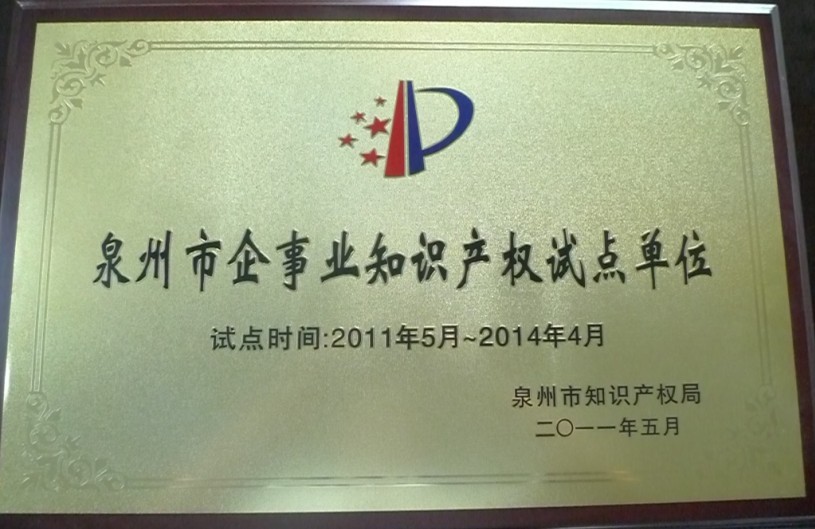 泉州市企事业知识产权试点单位
试点时间:2011年5月~2014年4月
泉州市知识产权局
二〇一一年五月